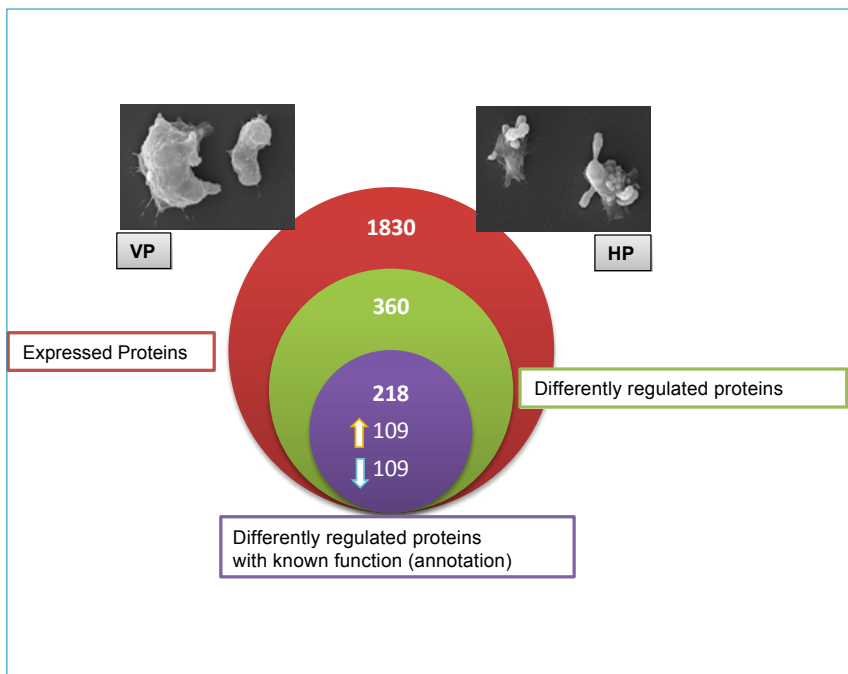 1830
VP
HP
360
Expressed Proteins
Differently regulated proteins
218
109
109
Differently regulated proteins
with known function (annotation)